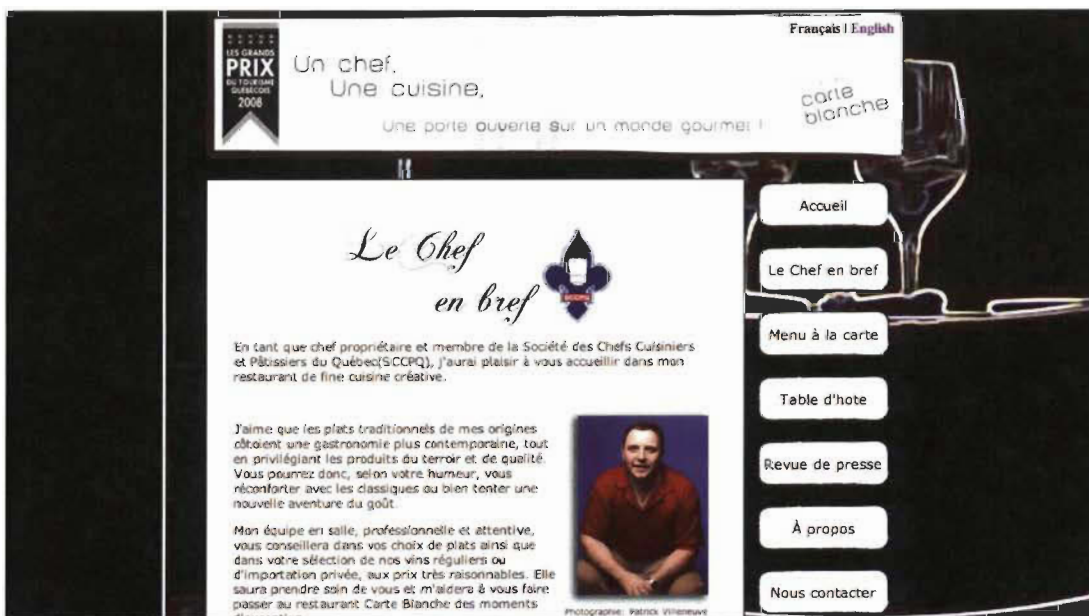 Français | English
LES GRANDS
PRIX
DU TOURISME
QUÉBÉCOIS
2008
Un chef,
Une cuisine,
Une porte ouverte sur un monde gourmet !
carte
blanche
Le Chef
en bref
SCCPQ
En tant que chef propriétaire et membre de la Société des Chefs Cuisiniers
et Pâtissiers du Québec(SCCPQ), j'aurai plaisir à vous accueillir dans mon
restaurant de fine cuisine créative.
J'aime que les plats traditionnels de mes origines
côtoient une gastronomie plus contemporaine, tout
en privilégiant les produits du terroir et de qualité.
Vous pourrez donc, selon votre humeur, vous
réconforter avec les classiques ou bien tenter une
nouvelle aventure du goût.
Mon équipe en salle, professionnelle et attentive,
vous conseillera dans vos choix de plats ainsi que
dans votre sélection de nos vins réguliers ou
d'importation privée, aux prix très raisonnables. Elle
saura prendre soin de vous et m'aidera à vous faire
passer au restaurant Carte Blanche des moments
Photographie: Patrick Villeneuve
Accueil
Le Chef en bref
Menu à la carte
Table d'hote
Revue de presse
À propos
Nous contacter